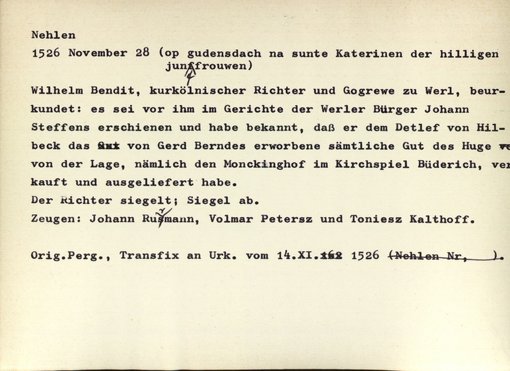 Nehlen
1526 November 28 (op gudensdach na sunte Katerinen der hilligen
junffrouwen)
Wilhelm Bendit, kurkölnischer Richter und Gogrewe zu Werl, beur-
kundet: es sei vor ihm im Gerichte der Werler Bürger Johann
Steffens erschienen und habe bekannt, daß er dem Detlef von Hil-
beck das von Gerd Berndes erworbene sämtliche Gut des Huge
von der Lage, nämlich den Monckinghof im Kirchspiel Büderich, ver
kauft und ausgeliefert habe.
Der Richter siegelt; Siegel ab.
Zeugen: Johann Rußmann, Volmar Petersz und Toniesz Kalthoff.
Orig.Perg., Transfix an Urk. vom 14.XI. 1526 (Nehlen Nr, ).